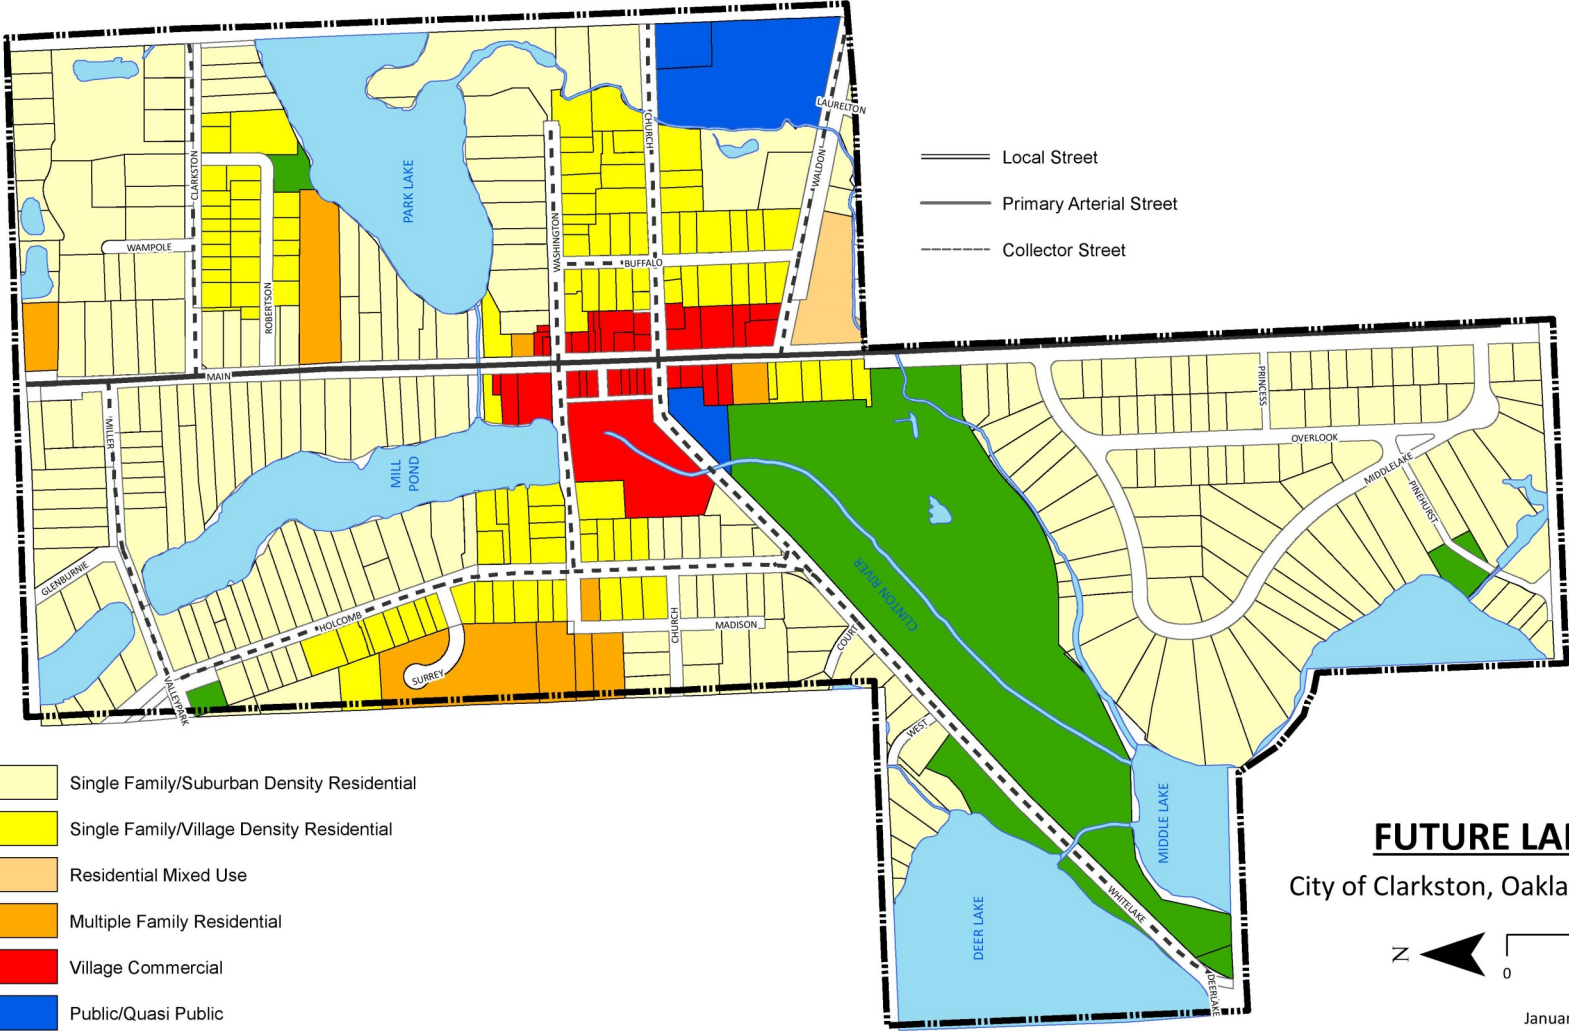 LAURELTON
CHURCH
CLARKSTON
PARK LAKE
WALDON
WASHINGTON
WAMPOLE
BUFFALO
ROBERTSON
MAIN
Local Street
Primary Arterial Street
Collector Street
PRINCESS
MILLER
OVERLOOK
MIDDLELAKE
MILL
POND
PINEHURST
GLENBURNIE
CLINTON RIVER
HOLCOMB
CHURCH
MADISON
COURT
SURREY
VALLEYPARK
WEST
Single Family/Suburban Density Residential
Single Family/Village Density Residential
Residential Mixed Use
Multiple Family Residential
Village Commercial
Public/Quasi Public
MIDDLE LAKE
DEER LAKE
WHITELAKE
DEERLAKE
FUTURE LA
City of Clarkston, Oakla
N
0
Januar